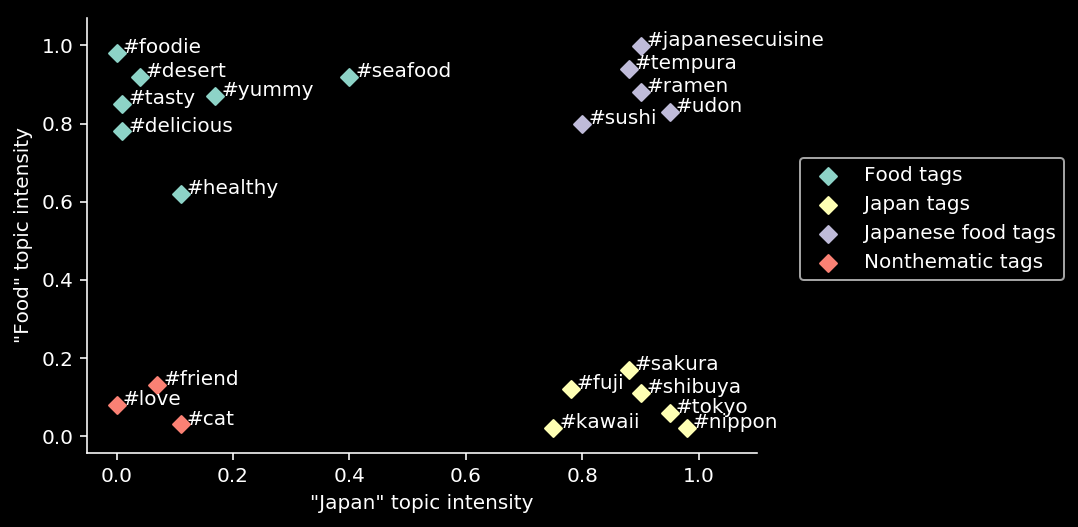 1.0
0.8
0.6
0.4
0.2
0.0
"Food" topic intensity
#foodie
#desert
#yummy
#seafood
#tasty
#delicious
#healthy
#japanesecuisine
#tempura
#ramen
#udon
#sushi
#friend
#love
#cat
#sakura
#fuji
#shibuya
#tokyo
#kawaii
#nippon
0.0 0.2 0.4 0.6 0.8 1.0
"Japan" topic intensity
Food tags
Japan tags
Japanese food tags
Nonthematic tags